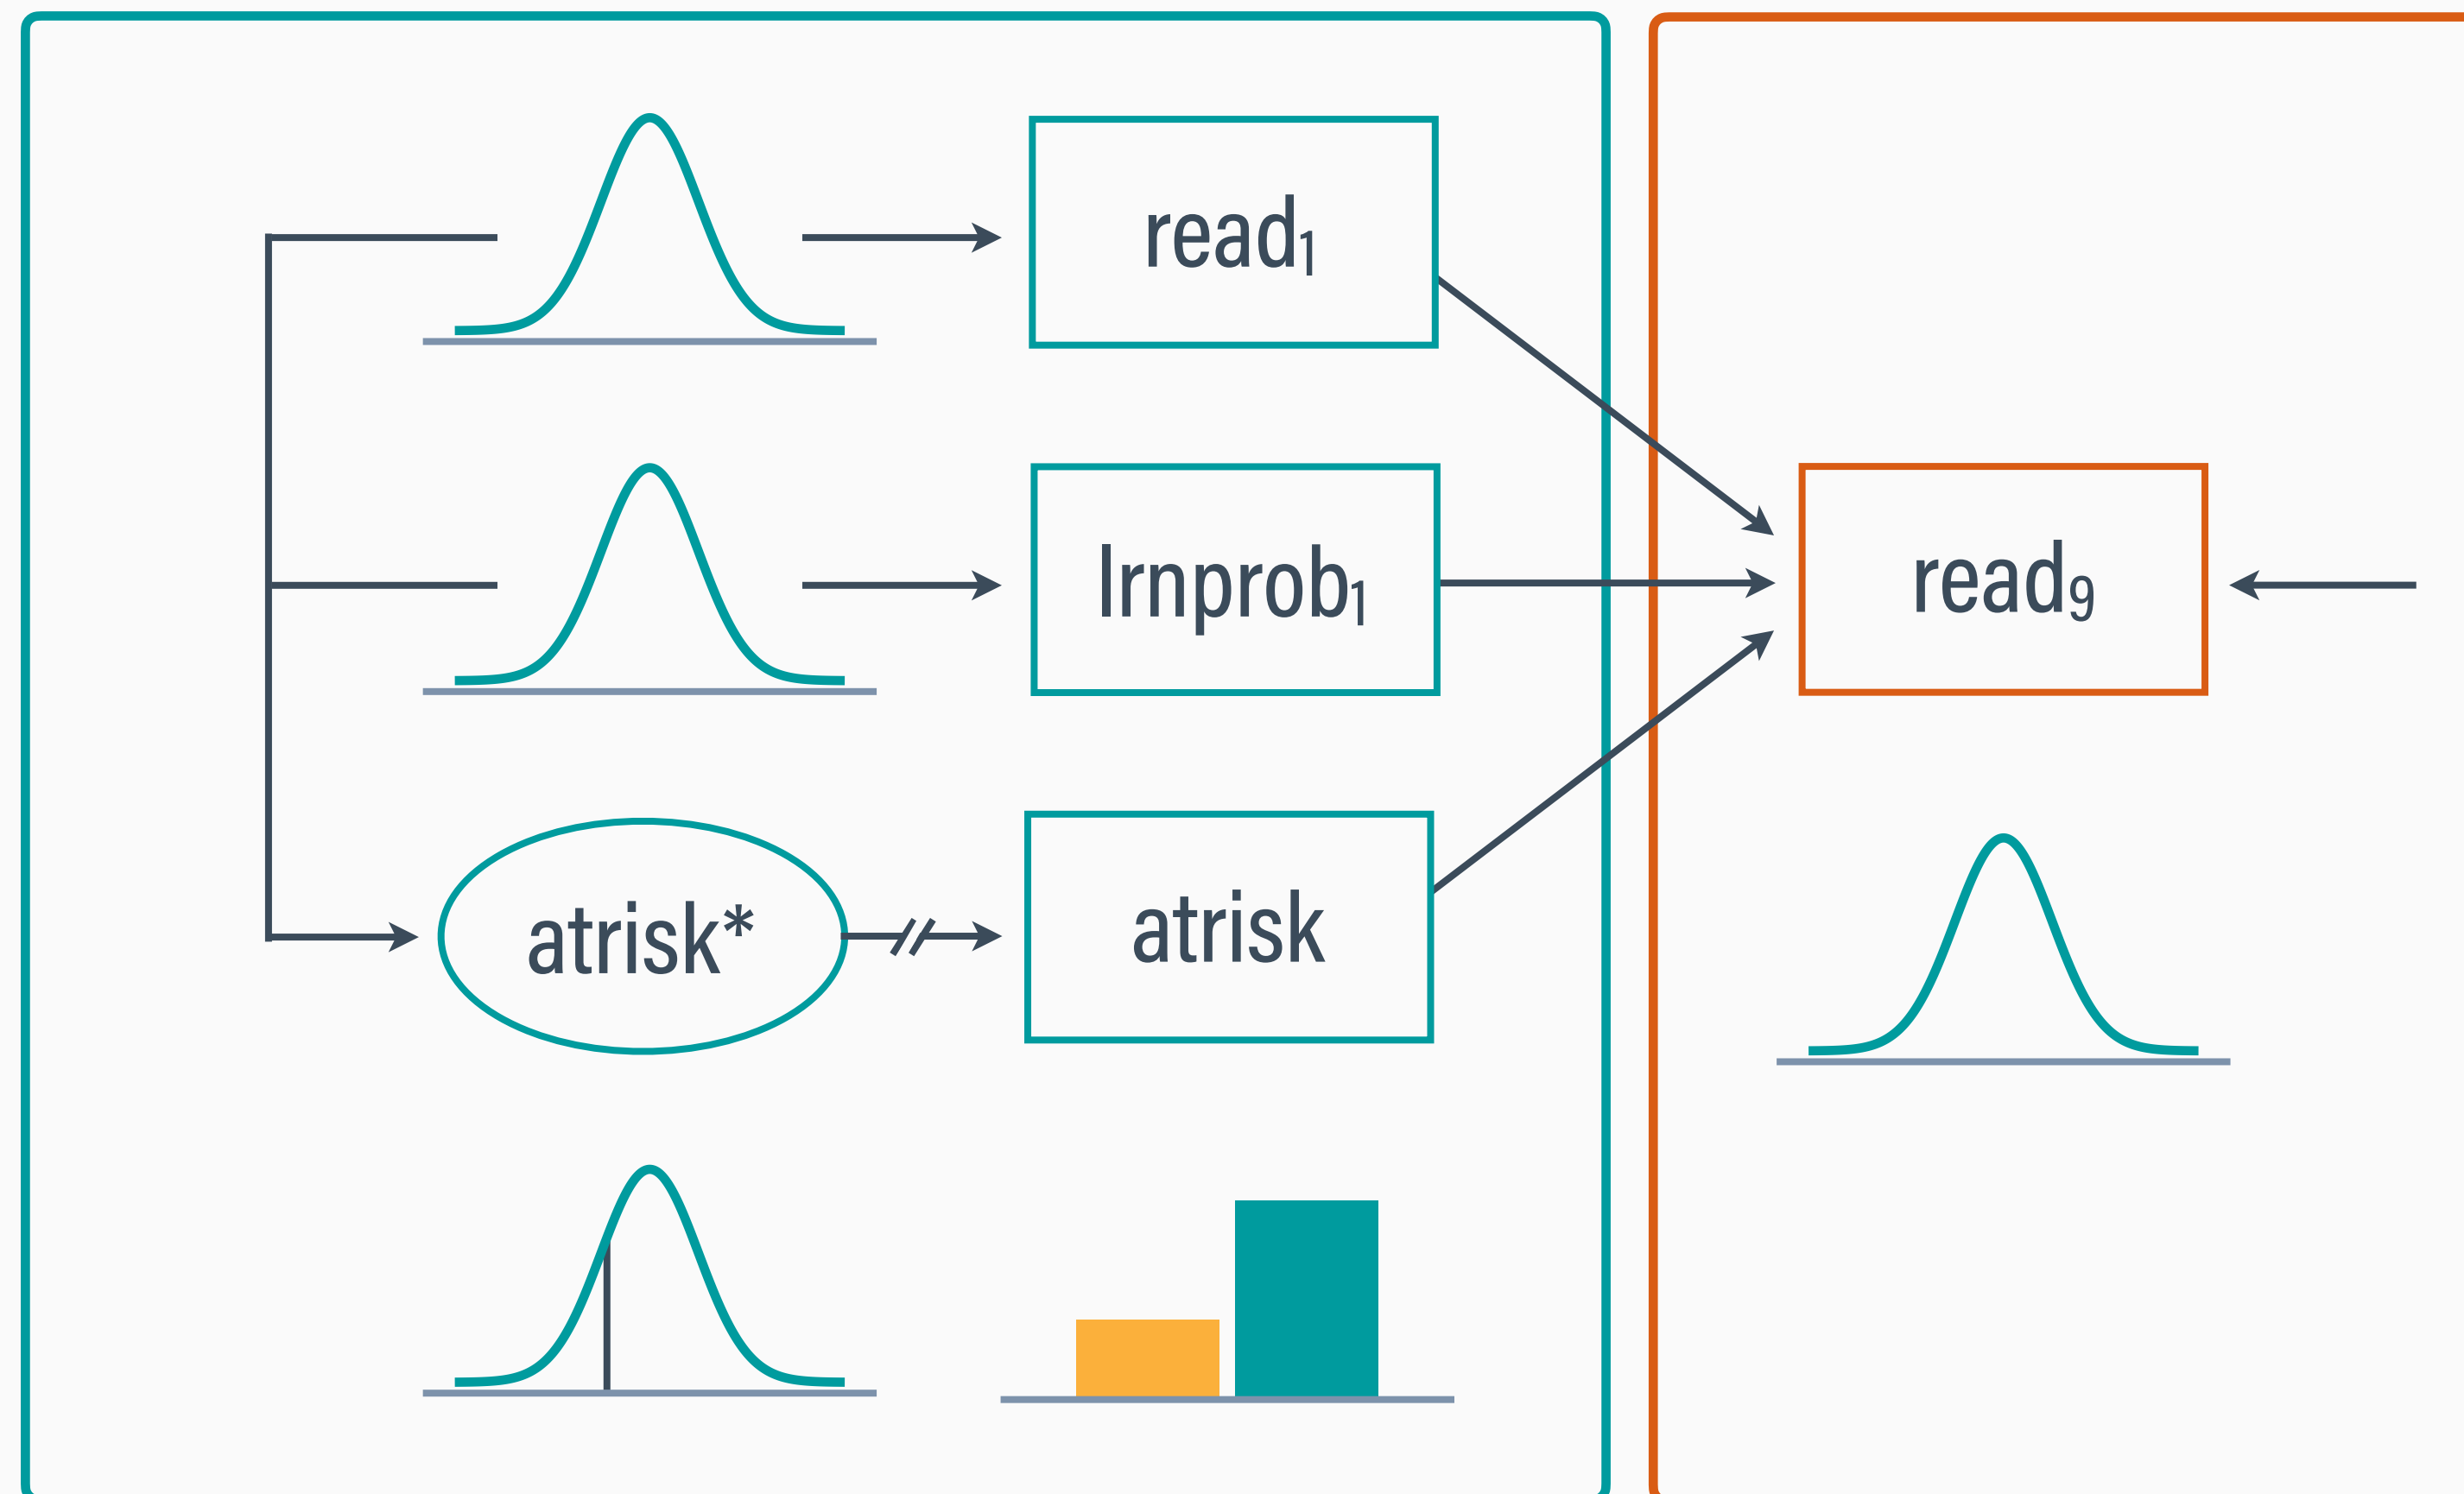 read₁
lrnprob₁
read₉
atrisk*
atrisk